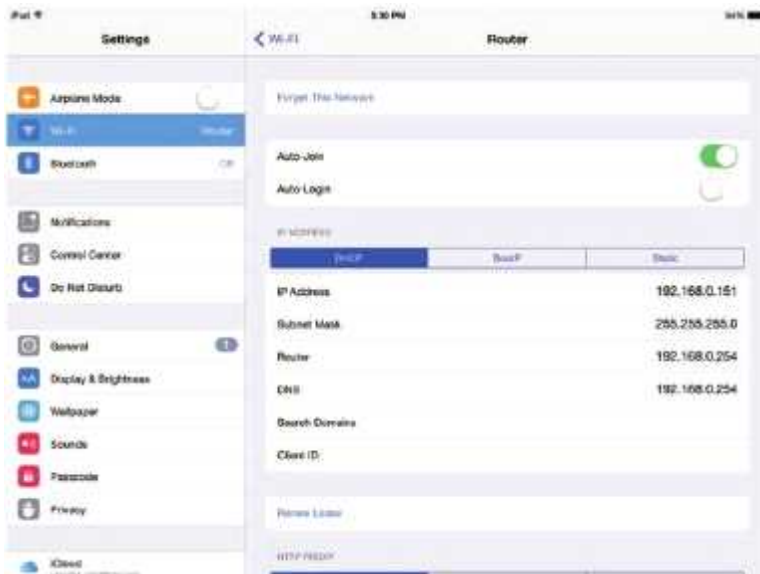 iPad
5:30 PM
Settings
Wi-Fi
Router
Airplane Mode
Wi-Fi
Router
Bluetooth
Off
Notifications
Control Center
Do Not Disturb
General
1
Display & Brightness
Wallpaper
Sounds
Passcode
Privacy
iCloud
Forget This Network
Auto-Join
Auto-Login
IP ADDRESS
DHCP
BootP
Static
IP Address
192.168.0.151
Subnet Mask
255.255.255.0
Router
192.168.0.254
DNS
192.168.0.254
Search Domains
Client ID
Renew Lease
HTTP PROXY